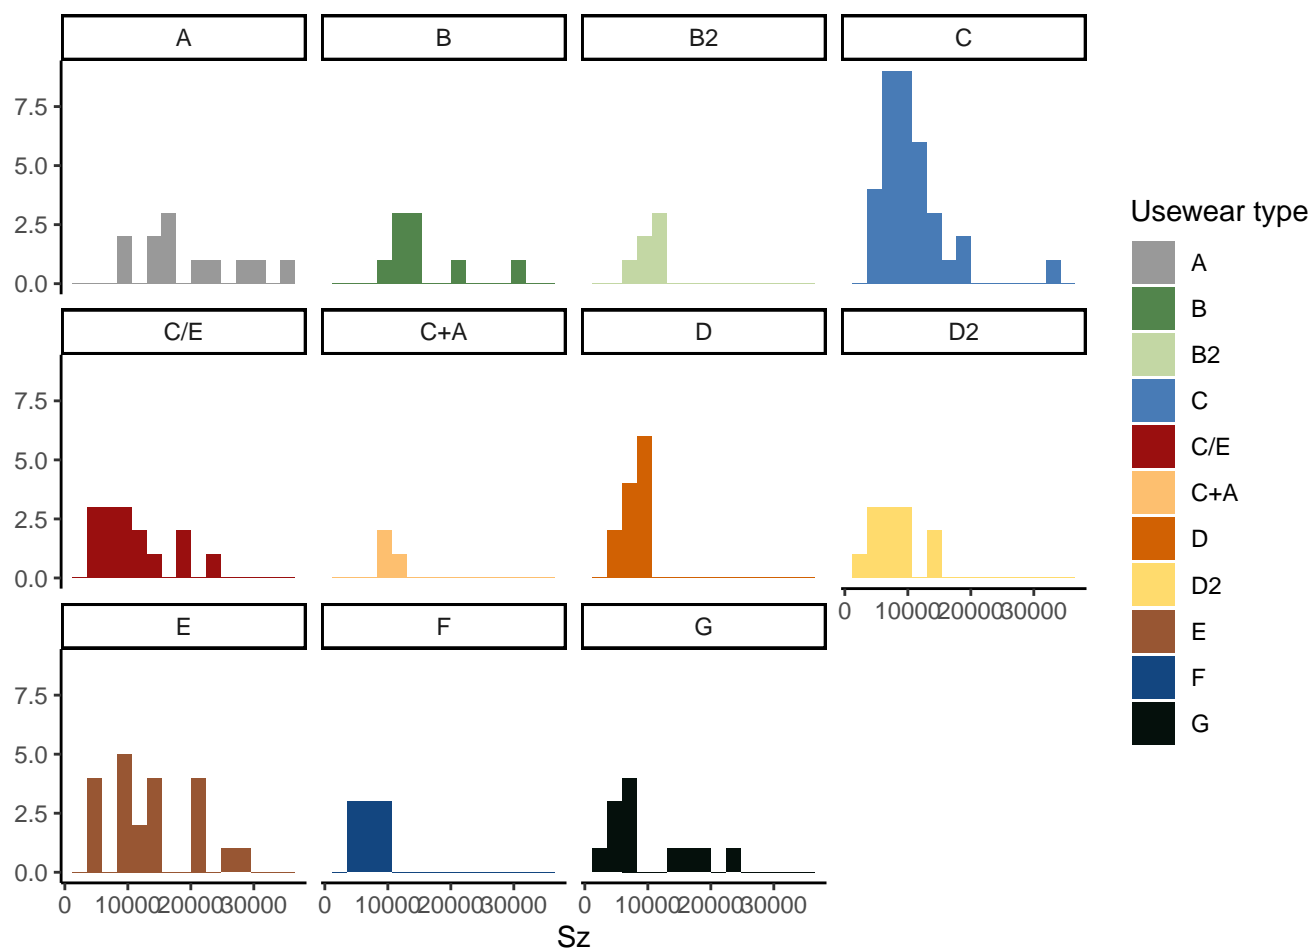 A B B2 C
7.5
5.0
2.5
0.0
C/E C+A D D2
7.5
5.0
2.5
0.0
0 10000 20000 30000
E F G
7.5
5.0
2.5
0.0
0 10000 20000 30000 0 10000 20000 30000 0 10000 20000 30000
Sz
Usewear type
A
B
B2
C
C/E
C+A
D
D2
E
F
G